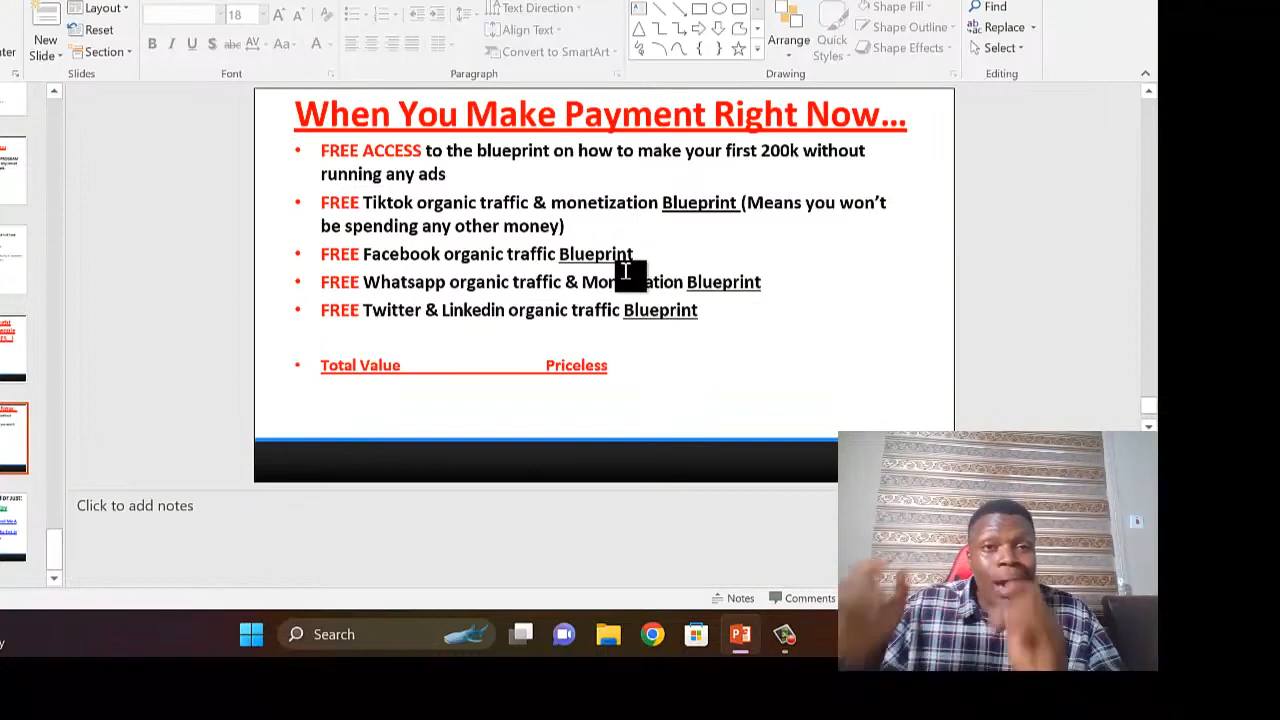 Layout
Reset
New
Slide
Section
Slides
18
B I U S abc AV Aa A
Font
Text Direction
Align Text
Convert to SmartArt
Paragraph
Arrange
Quick
Styles
Shape Fill
Shape Outline
Shape Effects
Drawing
Find
Replace
Select
Editing
When You Make Payment Right Now...
• FREE ACCESS to the blueprint on how to make your first 200k without
running any ads
• FREE Tiktok organic traffic & monetization Blueprint (Means you won't
be spending any other money)
• FREE Facebook organic traffic Blueprint
• FREE Whatsapp organic traffic & Mon ation Blueprint
• FREE Twitter & Linkedin organic traffic Blueprint
• Total Value Priceless
Click to add notes
Notes
Comments
Search